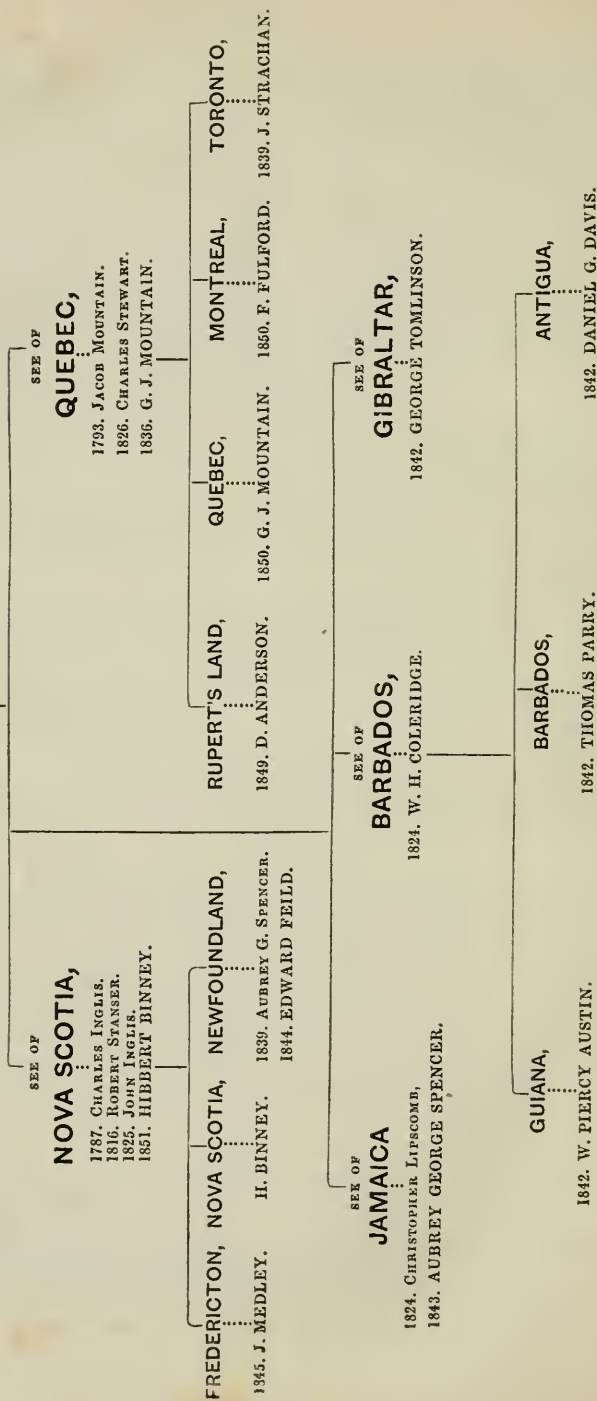 SEE OF
NOVA SCOTIA,
1787. CHARLES INGLIS.
1816. ROBERT STANSER.
1825. JOHN INGLIS.
1851. HIBBERT BINNEY.
SEE OF
QUEBEC,
1793. JACOB MOUNTAIN.
1826. CHARLES STEWART.
1836. G. J. MOUNTAIN.
FREDERICTON,
1845. J. MEDLEY.
NOVA SCOTIA,
H. BINNEY.
NEWFOUNDLAND,
1839. AUBREY G. SPENCER.
1844. EDWARD FEILD.
RUPERT'S LAND,
1849. D. ANDERSON.
QUEBEC,
1850. G. J. MOUNTAIN.
MONTREAL,
1850. F. FULFORD.
TORONTO,
1839. J. STRACHAN.
SEE OF
JAMAICA
1824. CHRISTOPHER LIPSCOMB,
1843. AUBREY GEORGE SPENCER.
SEE OF
BARBADOS,
1824. W. H. COLERIDGE.
SEE OF
GIBRALTAR,
1842. GEORGE TOMLINSON.
GUIANA,
1842. W. PIERCY AUSTIN.
BARBADOS,
1842. THOMAS PARRY.
ANTIGUA,
1842. DANIEL G. DAVIS.